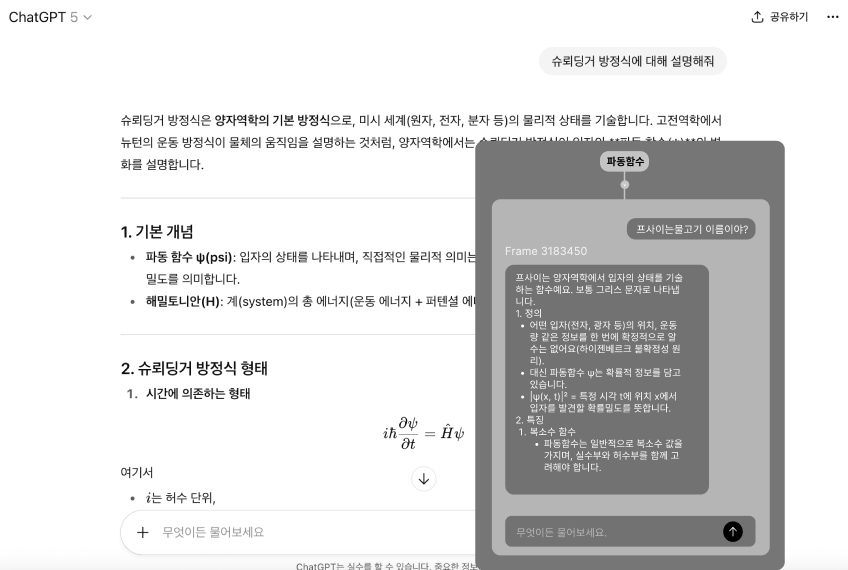 ChatGPT 5
공유하기
슈뢰딩거 방정식에 대해 설명해줘
슈뢰딩거 방정식은 양자역학의 기본 방정식으로, 미시 세계(원자, 전자, 분자 등)의 물리적 상태를 기술합니다. 고전역학에서
뉴턴의 운동 방정식이 물체의 움직임을 설명하는 것처럼, 양자역학에서는
화를 설명합니다.
1. 기본 개념
• 파동 함수 ψ(psi): 입자의 상태를 나타내며, 직접적인 물리적 의미는
밀도를 의미합니다.
• 해밀토니안(H): 계(system)의 총 에너지(운동 에너지 + 퍼텐셜 에
2. 슈뢰딩거 방정식 형태
1. 시간에 의존하는 형태
iℏ ∂ψ/∂t = Ĥψ
여기서
• i는 허수 단위,
무엇이든 물어보세요
ChatGPT는 실수를 할 수 있습니다. 중요한 정보
파동함수
프사이는물고기 이름이야?
Frame 3183450
프사이는 양자역학에서 입자의 상태를 기술
하는 함수예요. 보통 그리스 문자로 나타냅
니다.
1. 정의
• 어떤 입자(전자, 광자 등)의 위치, 운동
량 같은 정보를 한 번에 확정적으로 알
수는 없어요(하이젠베르크 불확정성 원
리).
• 대신 파동함수 ψ는 확률적 정보를 담고
있습니다.
• |ψ(x, t)|² = 특정 시각 t에 위치 x에서
입자를 발견할 확률밀도를 뜻합니다.
2. 특징
1. 복소수 함수
• 파동함수는 일반적으로 복소수 값을
가지며, 실수부와 허수부를 함께 고
려해야 합니다.
무엇이든 물어보세요.